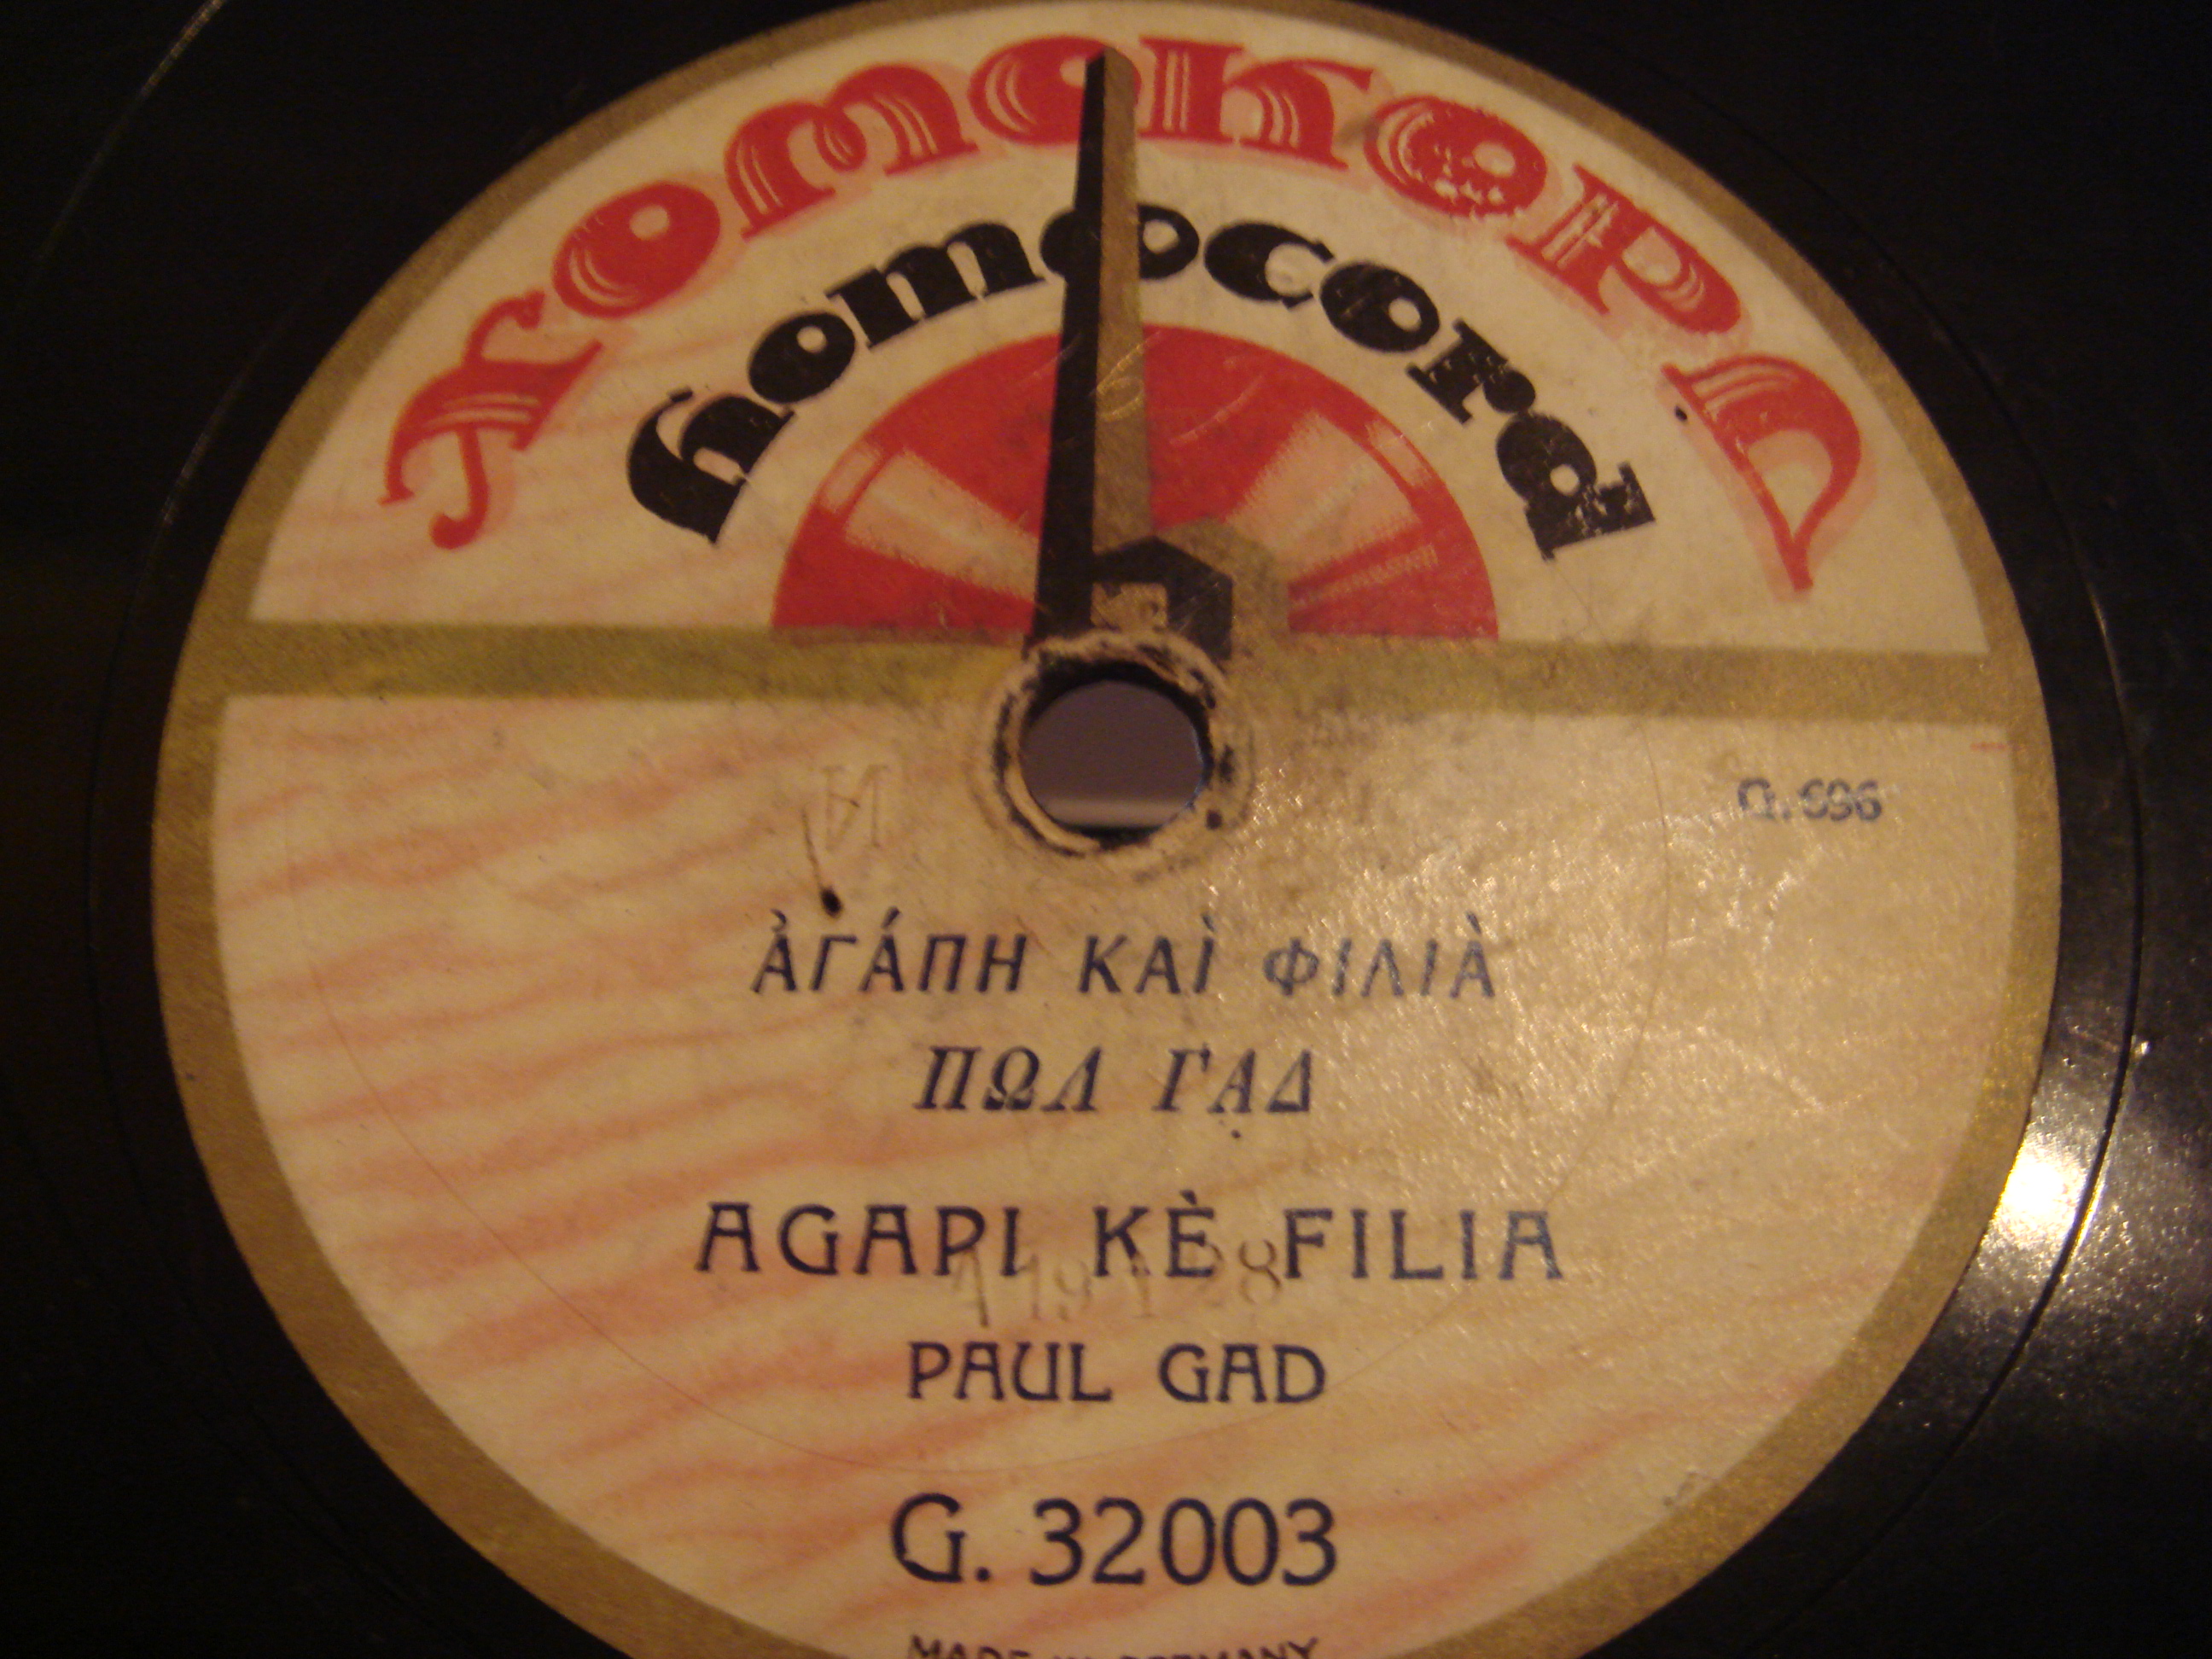 ΧΟΜΟΚΟΡΔ
homocord
G. 696
ἈΓΆΠΗ ΚΑῚ ΦΙΛΙᾺ
ΠΩΛ ΓΑΔ
AGAPI KÈ FILIA
PAUL GAD
G. 32003
MADE IN GERMANY